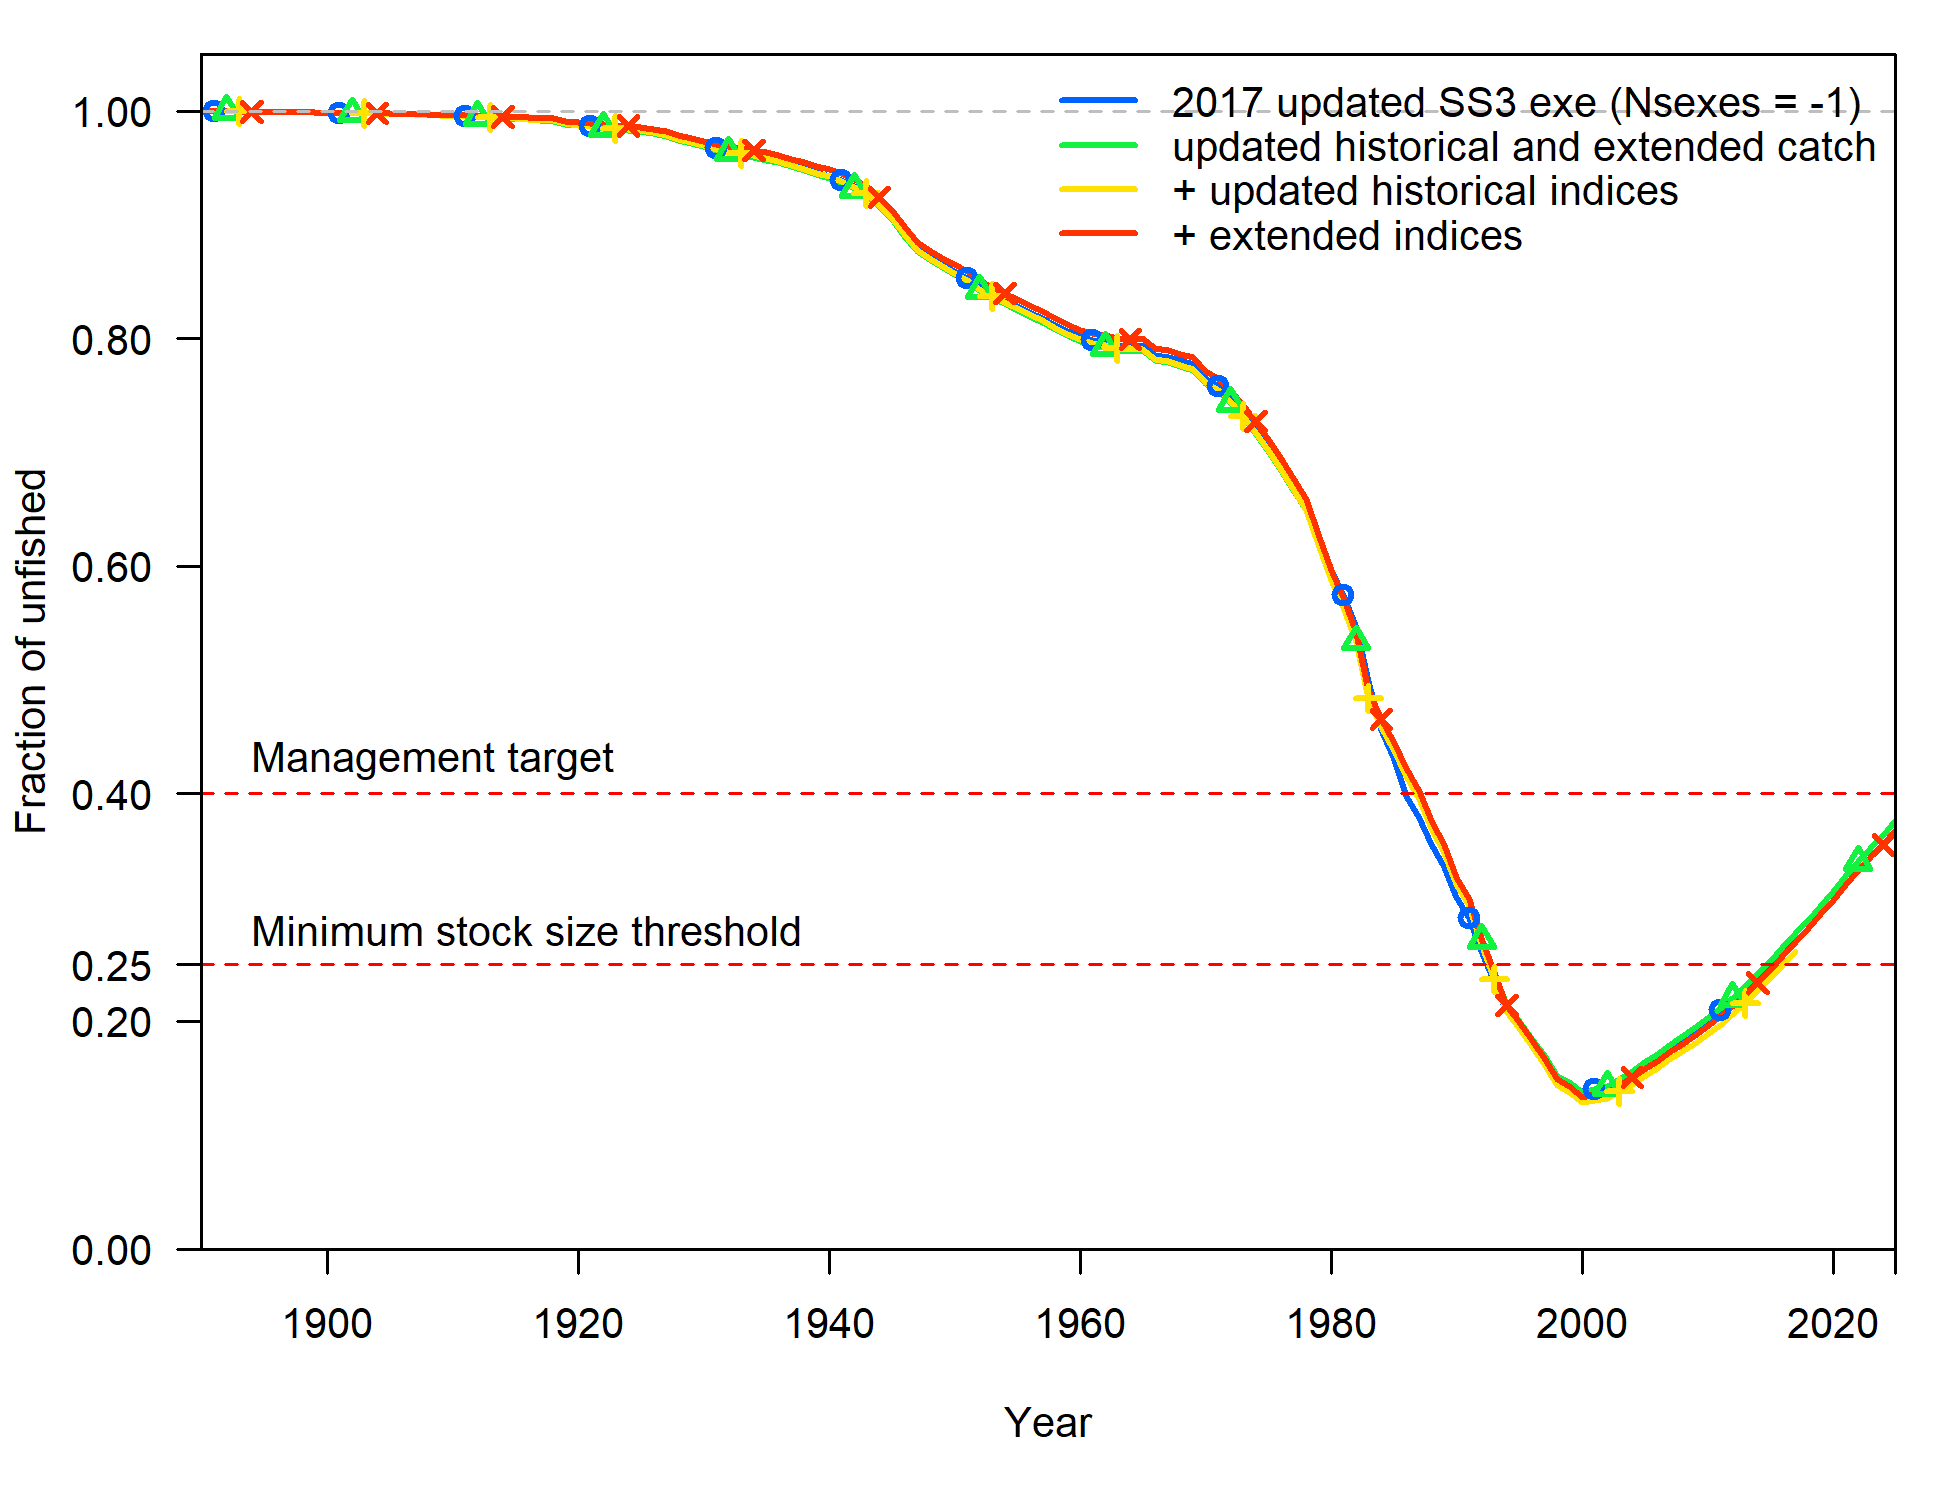 2017 updated SS3 exe (Nsexes = -1)
updated historical and extended catch
+ updated historical indices
+ extended indices
Fraction of unfished
1.00
0.80
0.60
0.40
0.25
0.20
0.00
Management target
Minimum stock size threshold
1900
1920
1940
1960
1980
2000
2020
Year